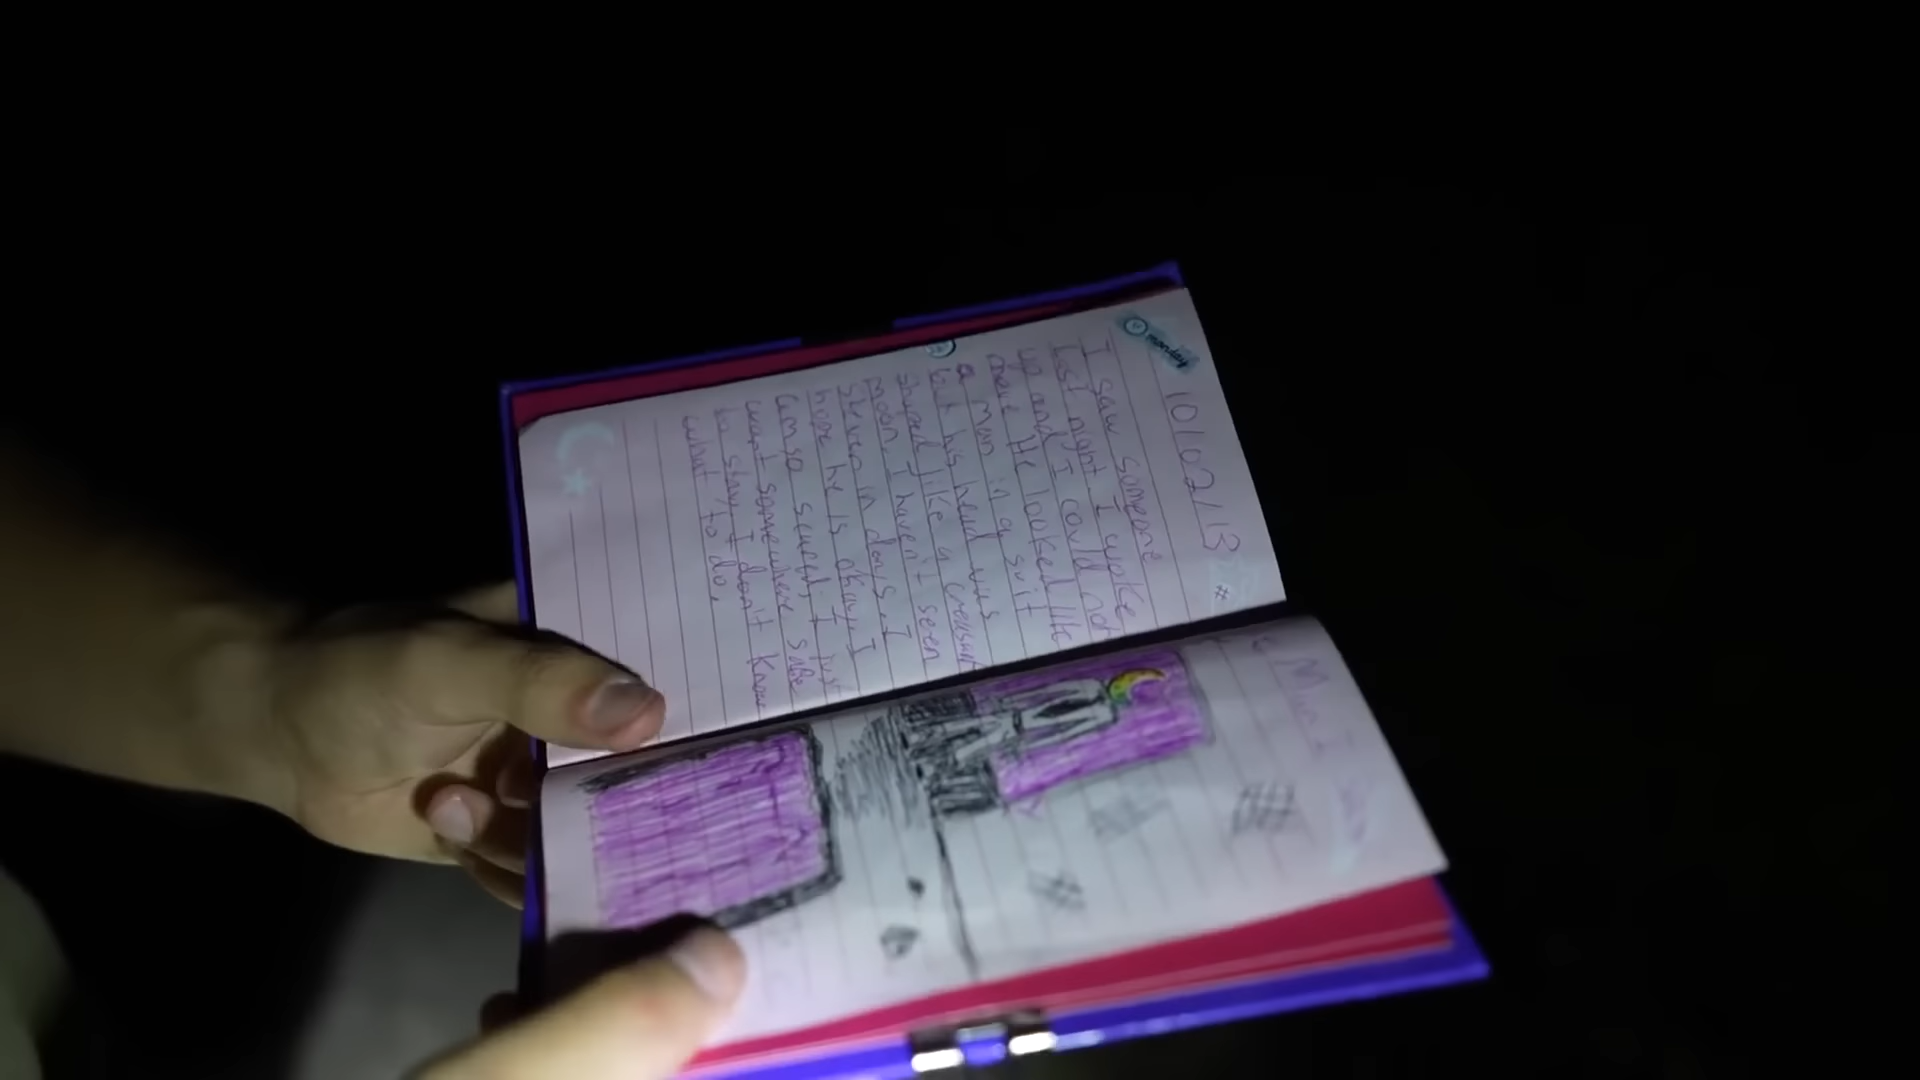 monday
10/02/13
I saw someone
last night. I woke
up and I could not
move. He looked like
a man in a suit
but his head was
shaped like a creasant
moon. I haven't seen
Steven in days. I
hope he is okay. I
am so scared, I just
want somewhere safe
to stay. I don't know
what to do.